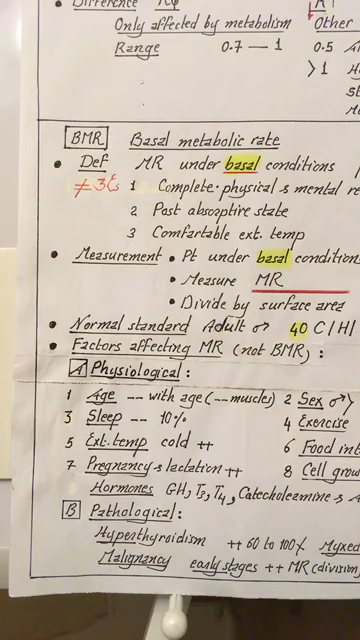 • Difference RQ
Only affected by metabolism Other
Range 0.7 — 1 0.5
>1
BMR Basal metabolic rate
• Def MR under basal conditions
1 Complete physical & mental re
2 Post absorptive state
3 Comfartable ext. temp
• Measurement • Pt under basal condition
• Measure MR
• Divide by surface area
• Normal standard Adult ♂ 40 C/H/
• Factors affecting MR (not BMR):
A Physiological:
1 Age -- with age (-- muscles) 2 Sex ♂>
3 Sleep -- 10% 4 Exercise
5 Ext. temp cold ++ 6 Food int
7 Pregnancy & lactation ++ 8 Cell grow
Hormones GH, T3, T4, Catecholeamine s
B Pathological:
Hyperthyroidism ++ 60 to 100% Myxed
Malignancy early stages ++ MR (division